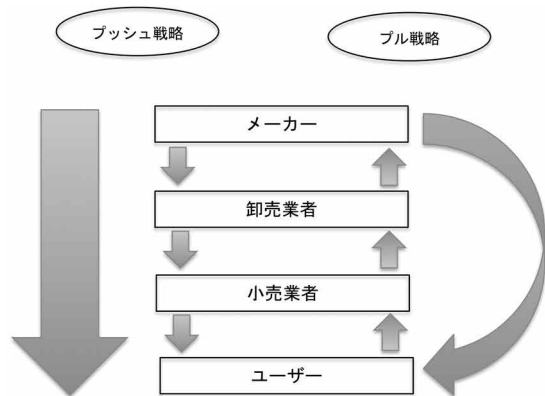 プッシュ戦略
プル戦略
メーカー
卸売業者
小売業者
ユーザー